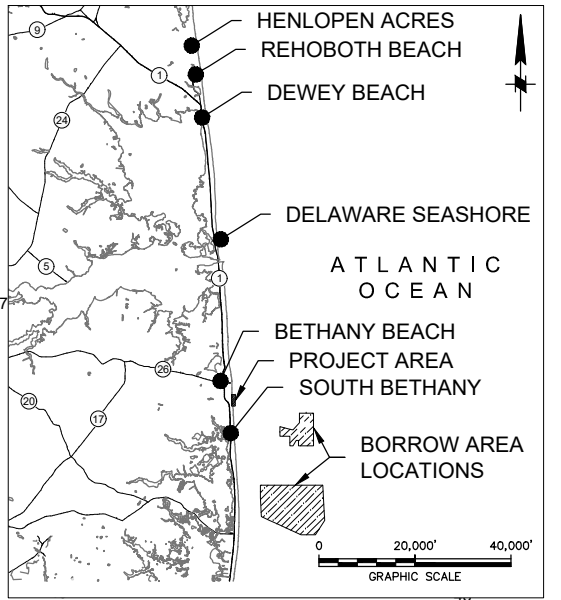 HENLOPEN ACRES
9
REHOBOTH BEACH
1
DEWEY BEACH
24
DELAWARE SEASHORE
5
1
ATLANTIC
OCEAN
7
BETHANY BEACH
PROJECT AREA
26
SOUTH BETHANY
20
17
BORROW AREA
LOCATIONS
0 20,000' 40,000'
GRAPHIC SCALE